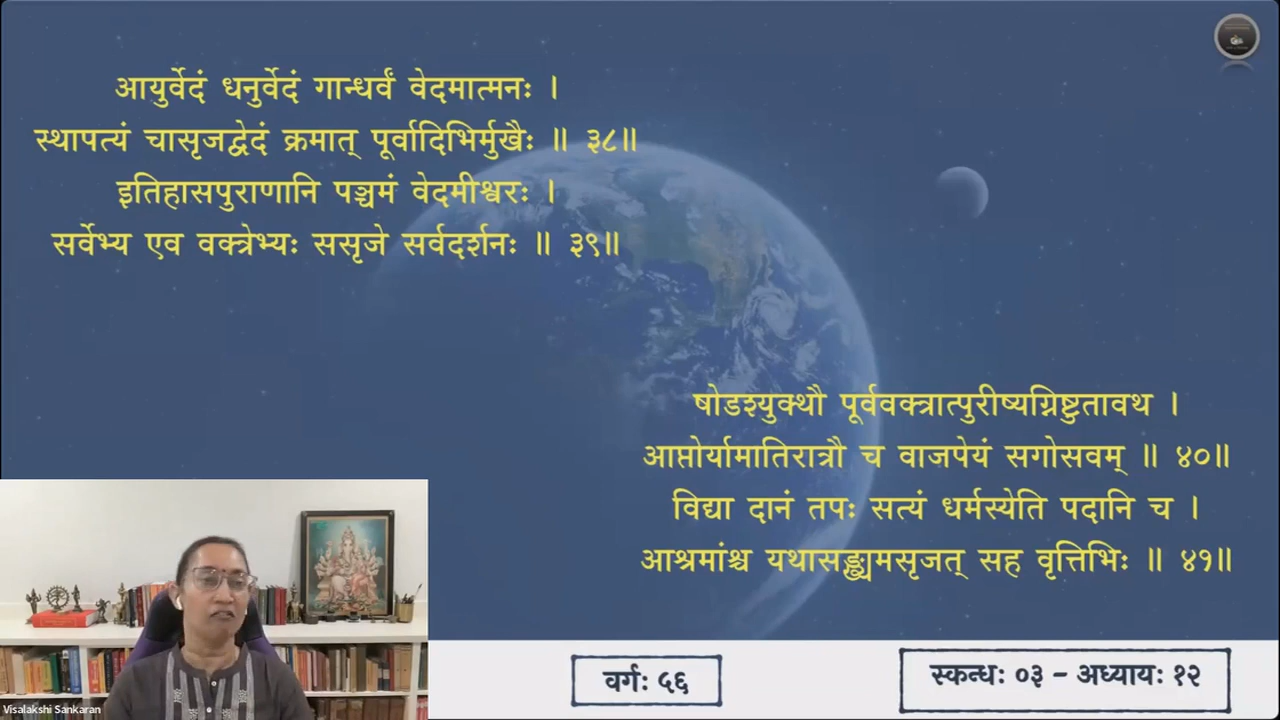 आयुर्वेदं धनुर्वेदं गान्धर्वं वेदमात्मनः ।
स्थापत्यं चासृजद्वेदं क्रमात् पूर्वादिभिर्मुखैः ॥ ३८॥
इतिहासपुराणानि पञ्चमं वेदमीश्वरः ।
सर्वेभ्य एव वक्त्रेभ्यः ससृजे सर्वदर्शनः ॥ ३९॥
षोडश्युक्थौ पूर्ववक्त्रात्पुरीष्यग्निष्टुतावथ ।
आप्तोर्यामातिरात्रौ च वाजपेयं सगोसवम् ॥ ४०॥
विद्या दानं तपः सत्यं धर्मस्येति पदानि च ।
आश्रमांश्च यथासङ्ख्यमसृजत् सह वृत्तिभिः ॥ ४१॥
Visalakshi Sankaran
वर्गः ५६
स्कन्धः ०३ - अध्यायः १२